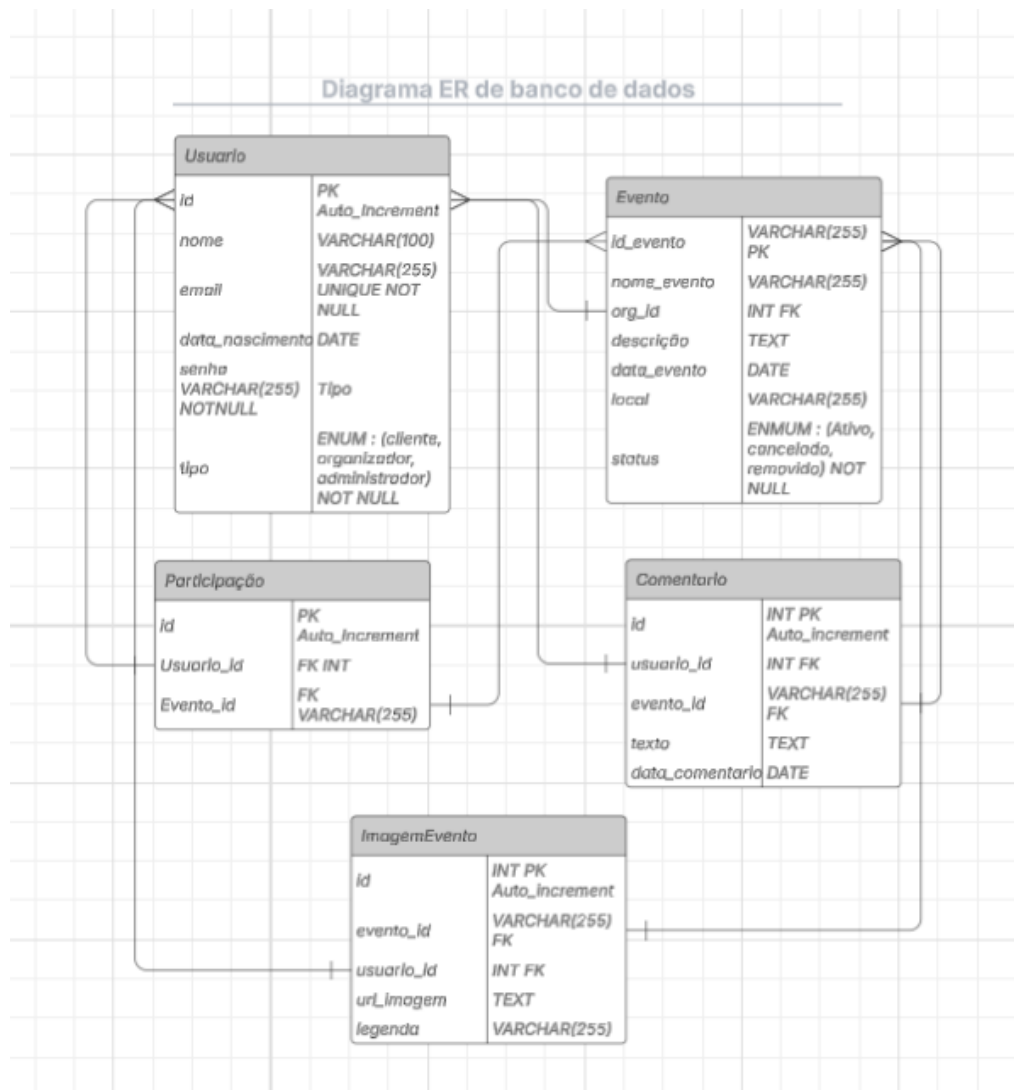 Diagrama ER de banco de dados
Usuario
id
PK
Auto_Increment
nome
VARCHAR(100)
email
VARCHAR(255)
UNIQUE NOT
NULL
data_nascimento
DATE
senha
VARCHAR(255)
NOTNULL
Tipo
tipo
ENUM : (cliente,
organizador,
administrador)
NOT NULL
Evento
id_evento
VARCHAR(255)
PK
nome_evento
VARCHAR(255)
org_id
INT FK
descrição
TEXT
data_evento
DATE
local
VARCHAR(255)
status
ENMUM : (Ativo,
cancelado,
removido) NOT
NULL
Participação
id
PK
Auto_Increment
Usuario_id
FK INT
Evento_id
FK
VARCHAR(255)
Comentario
id
INT PK
Auto_increment
usuario_id
INT FK
evento_id
VARCHAR(255)
FK
texto
TEXT
data_comentario
DATE
ImagemEvento
id
INT PK
Auto_increment
evento_id
VARCHAR(255)
FK
usuario_id
INT FK
url_imagem
TEXT
legenda
VARCHAR(255)